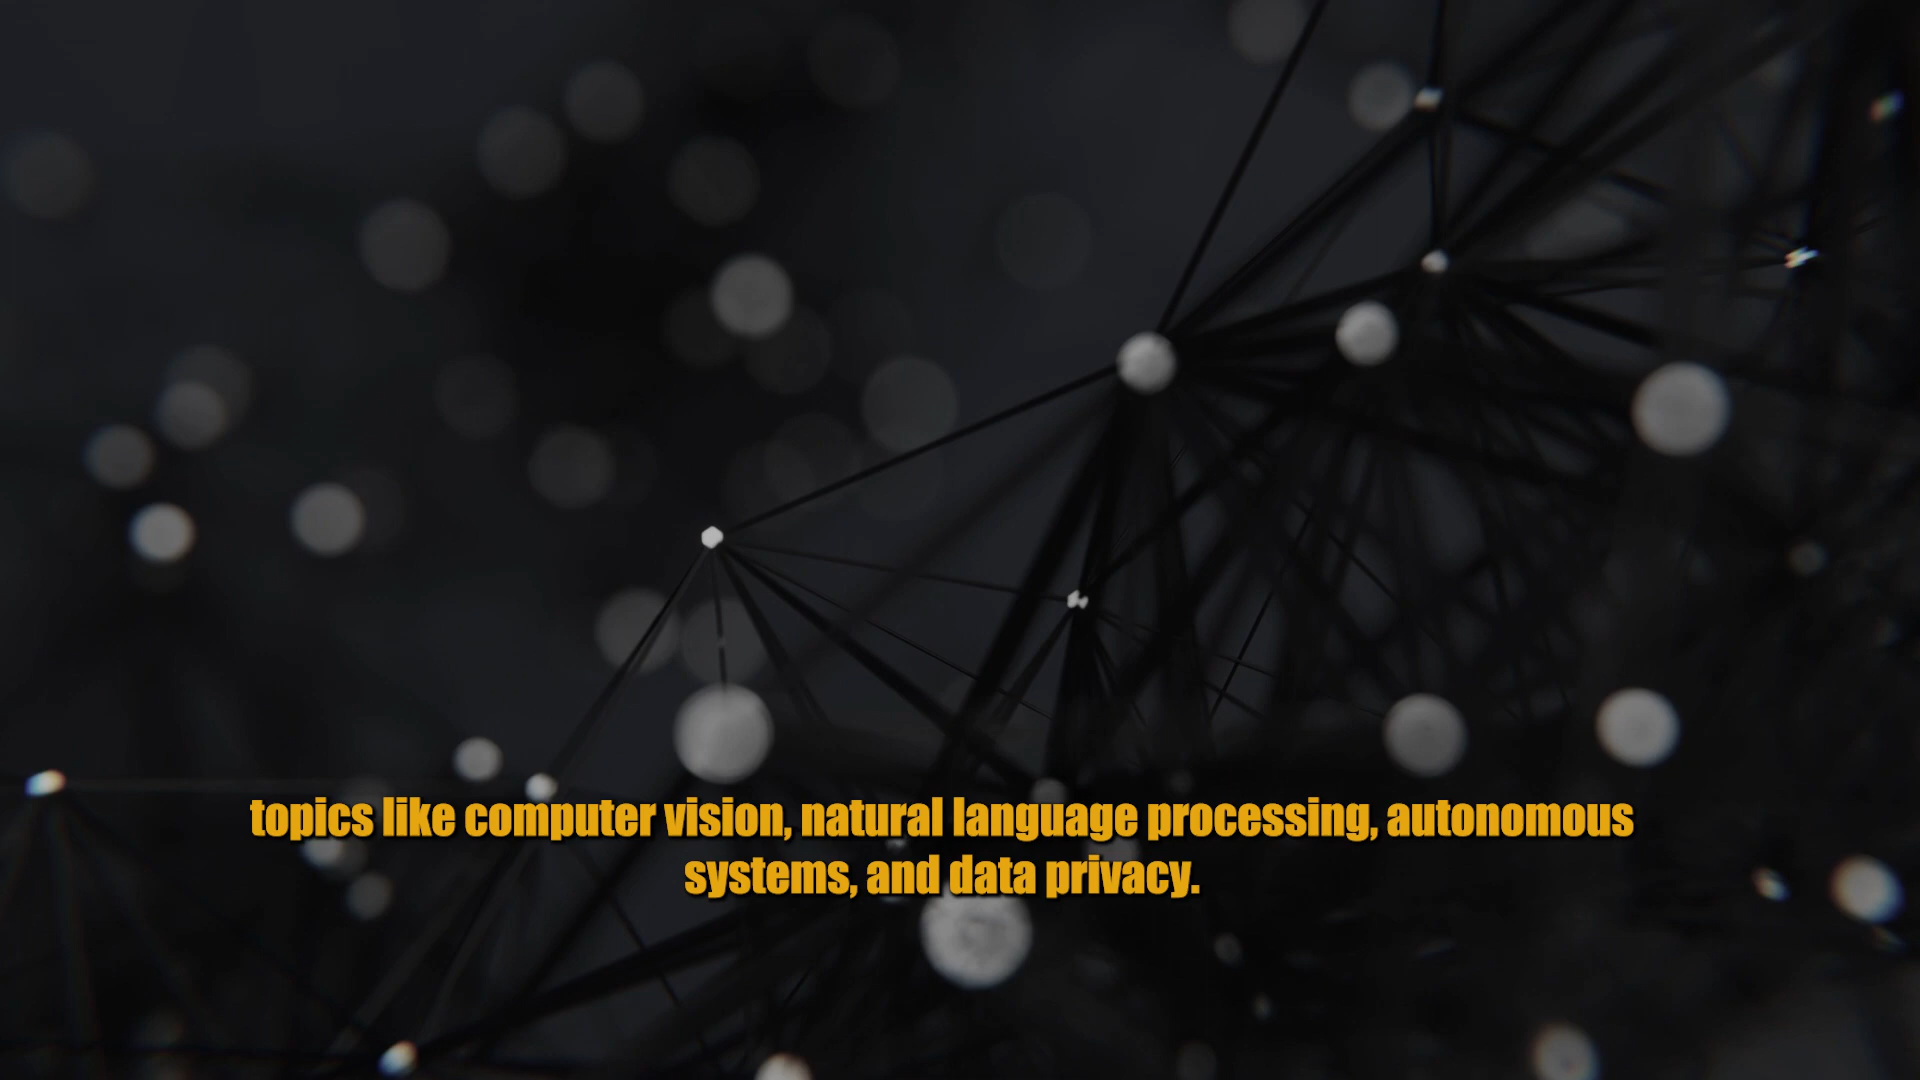 topics like computer vision, natural language processing, autonomous
systems, and data privacy.